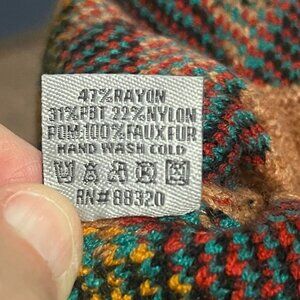 47%RAYON
31%PBT 22%NYLON
POM:100%FAUX FUR
HAND WASH COLD
RN#88320